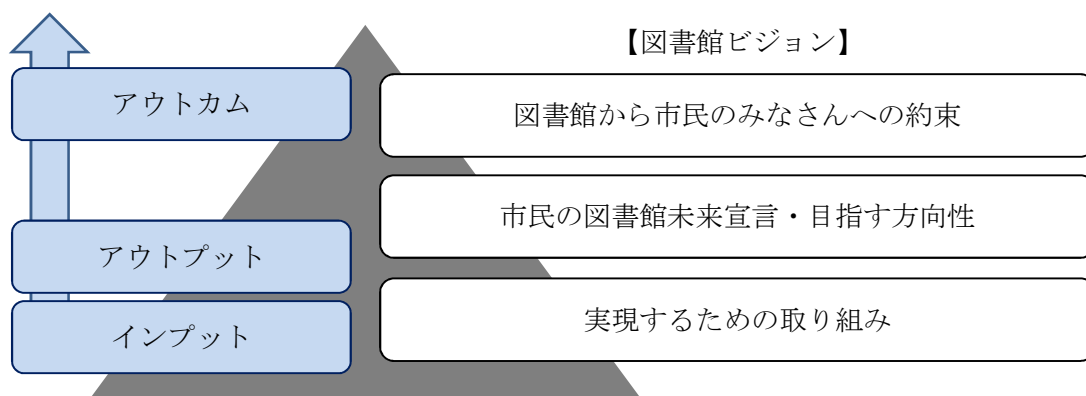 【図書館ビジョン】
アウトカム
図書館から市民のみなさんへの約束
市民の図書館未来宣言・目指す方向性
アウトプット
実現するための取り組み
インプット